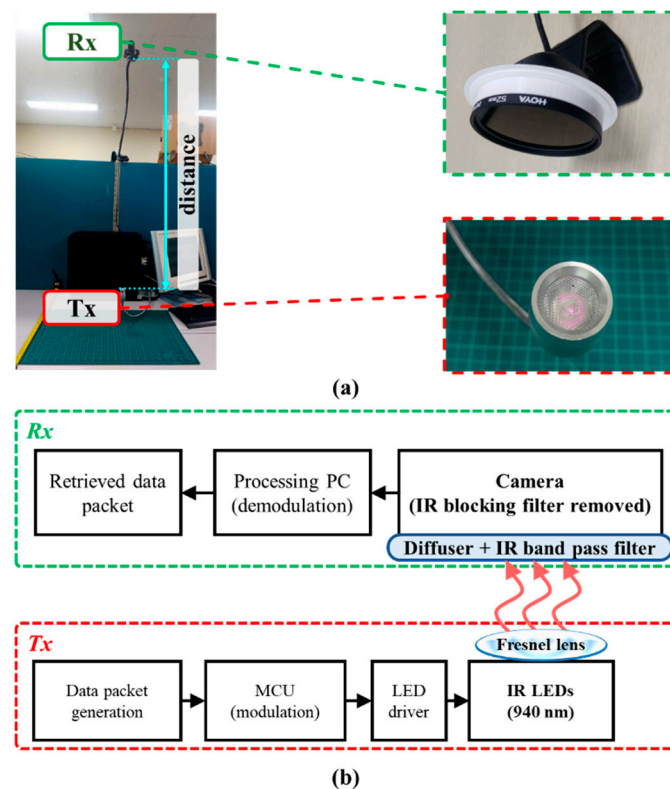 Rx
distance
Tx
HOYA
52mm
(a)
Rx
Retrieved data
packet
Processing PC
(demodulation)
Camera
(IR blocking filter removed)
Diffuser + IR band pass filter
Tx
Fresnel lens
Data packet
generation
MCU
(modulation)
LED
driver
IR LEDs
(940 nm)
(b)